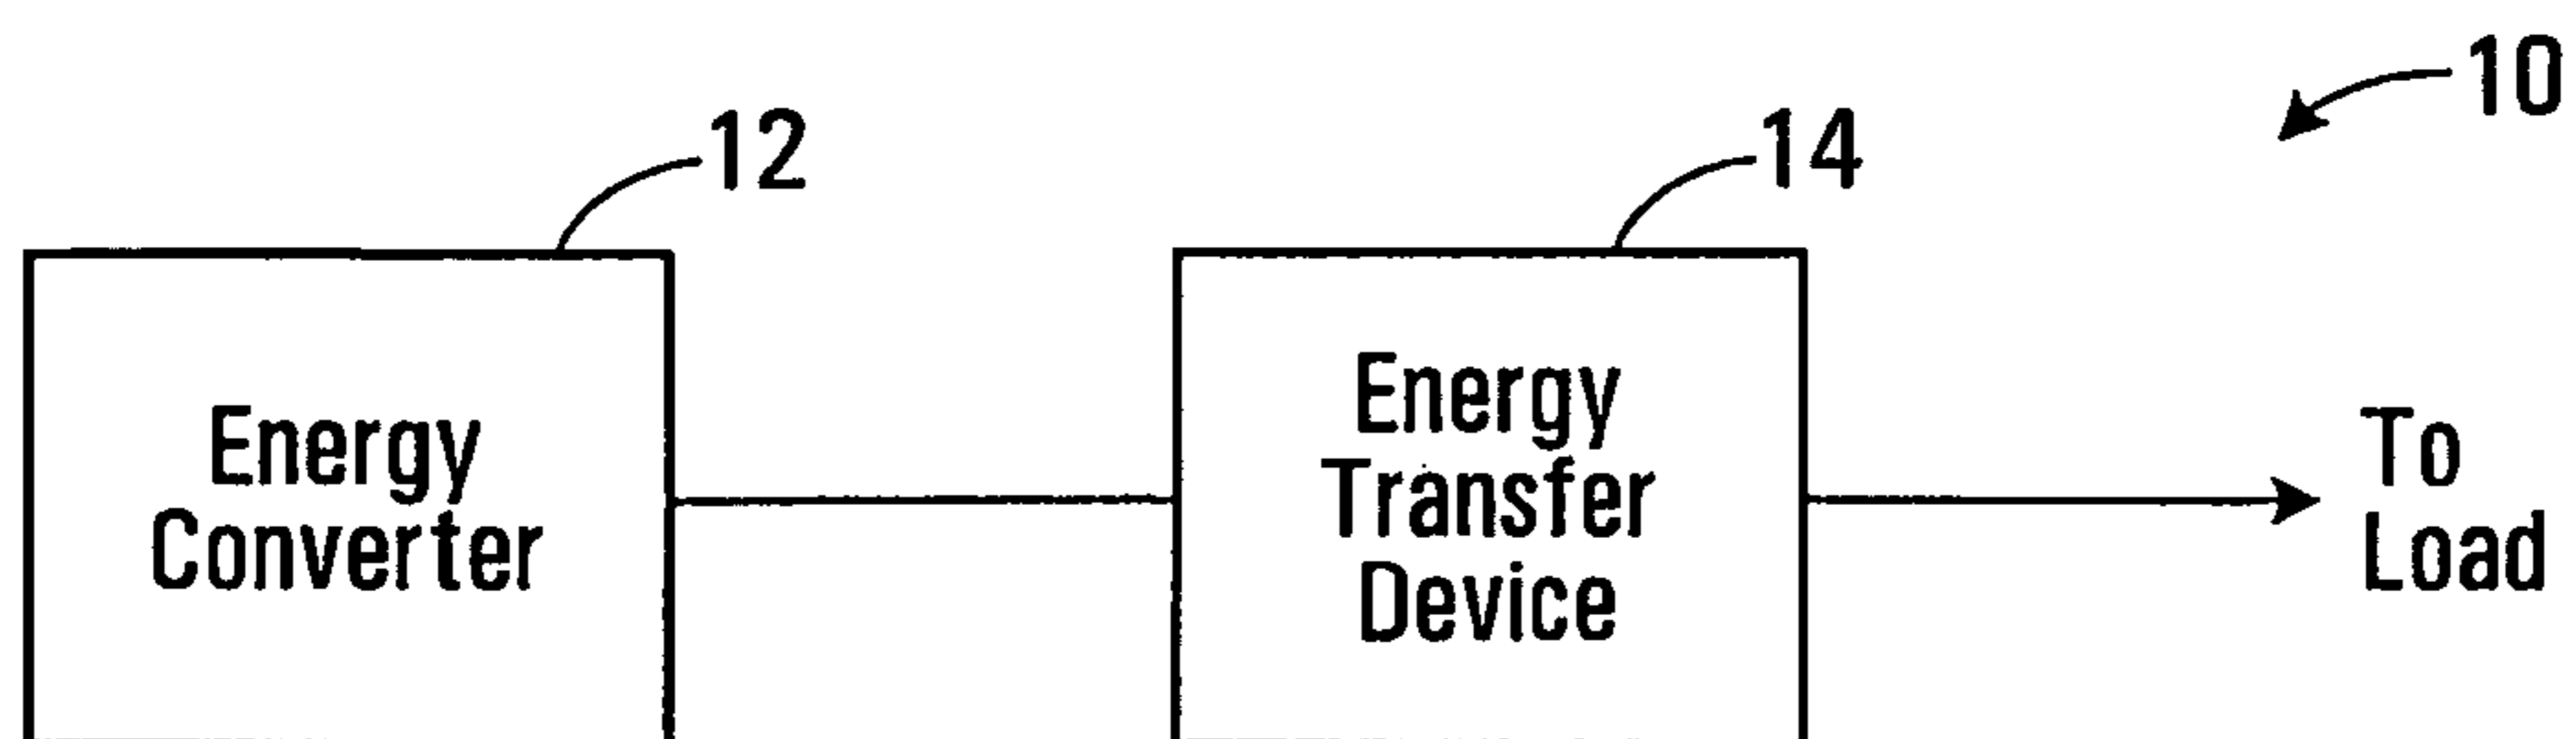 10
12
14
Energy
Converter
Energy
Transfer
Device
To
Load